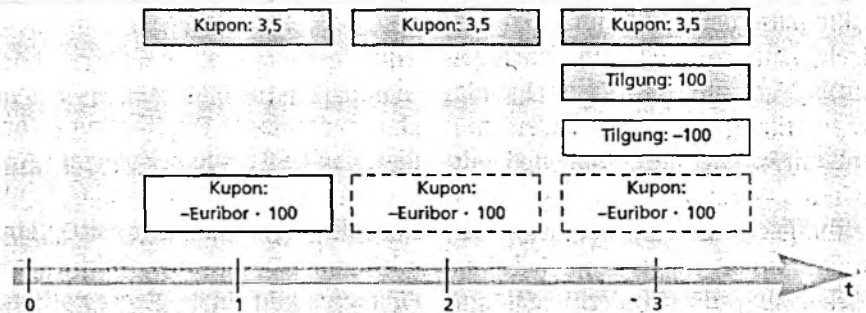 Kupon: 3,5 Kupon: 3,5 Kupon: 3,5
Tilgung: 100
Tilgung: –100
Kupon: Kupon: Kupon:
–Euribor · 100 –Euribor · 100 –Euribor · 100
0 1 2 3 t